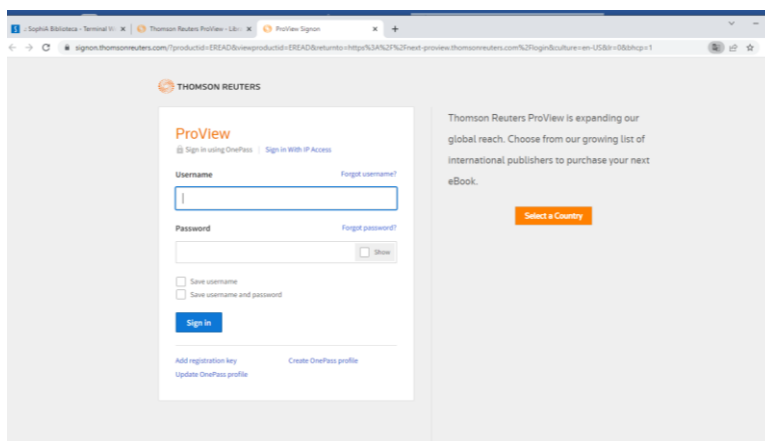 SophiA Biblioteca - Terminal W
Thomson Reuters ProView - Libr
ProView Signon
signon.thomsonreuters.com/?productid=EREAD&viewproductid=EREAD&returnto=https%3A%2F%2Fnext-proview.thomsonreuters.com%2Flogin&culture=en-US&lr=0&bhcp=1
THOMSON REUTERS
ProView
Sign in using OnePass | Sign in With IP Access
Username Forgot username?
Password Forgot password?
Show
Save username
Save username and password
Sign in
Add registration key Create OnePass profile
Update OnePass profile
Thomson Reuters ProView is expanding our
global reach. Choose from our growing list of
international publishers to purchase your next
eBook.
Select a Country